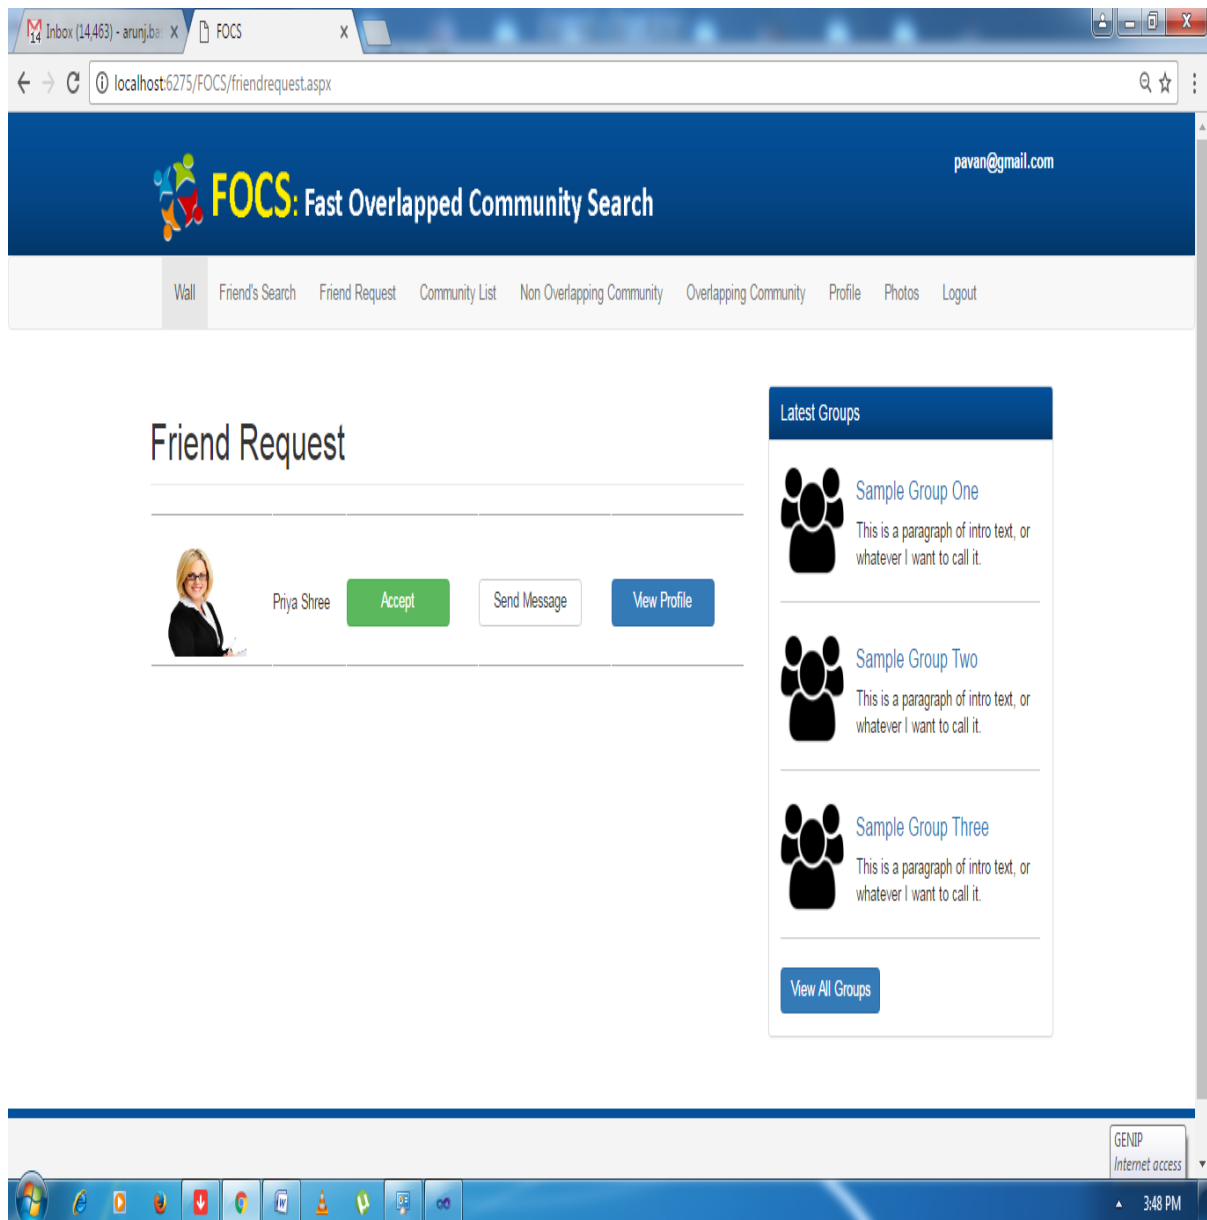 Inbox (14,463) - arunj.ba
FOCS
localhost:6275/FOCS/friendrequest.aspx
pavan@gmail.com
FOCS: Fast Overlapped Community Search
Wall Friend's Search Friend Request Community List Non Overlapping Community Overlapping Community Profile Photos Logout
Friend Request
Priya Shree Accept Send Message View Profile
Latest Groups
Sample Group One
This is a paragraph of intro text, or
whatever I want to call it.
Sample Group Two
This is a paragraph of intro text, or
whatever I want to call it.
Sample Group Three
This is a paragraph of intro text, or
whatever I want to call it.
View All Groups
GENIP
Internet access
3:48 PM